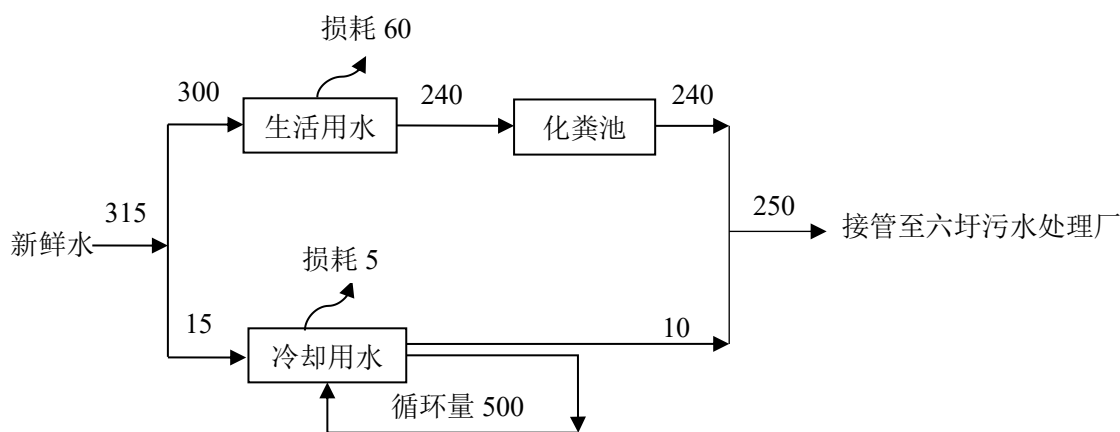 损耗 60
300
生活用水
240
化粪池
240
315
新鲜水
250
接管至六圩污水处理厂
损耗 5
15
冷却用水
10
循环量 500